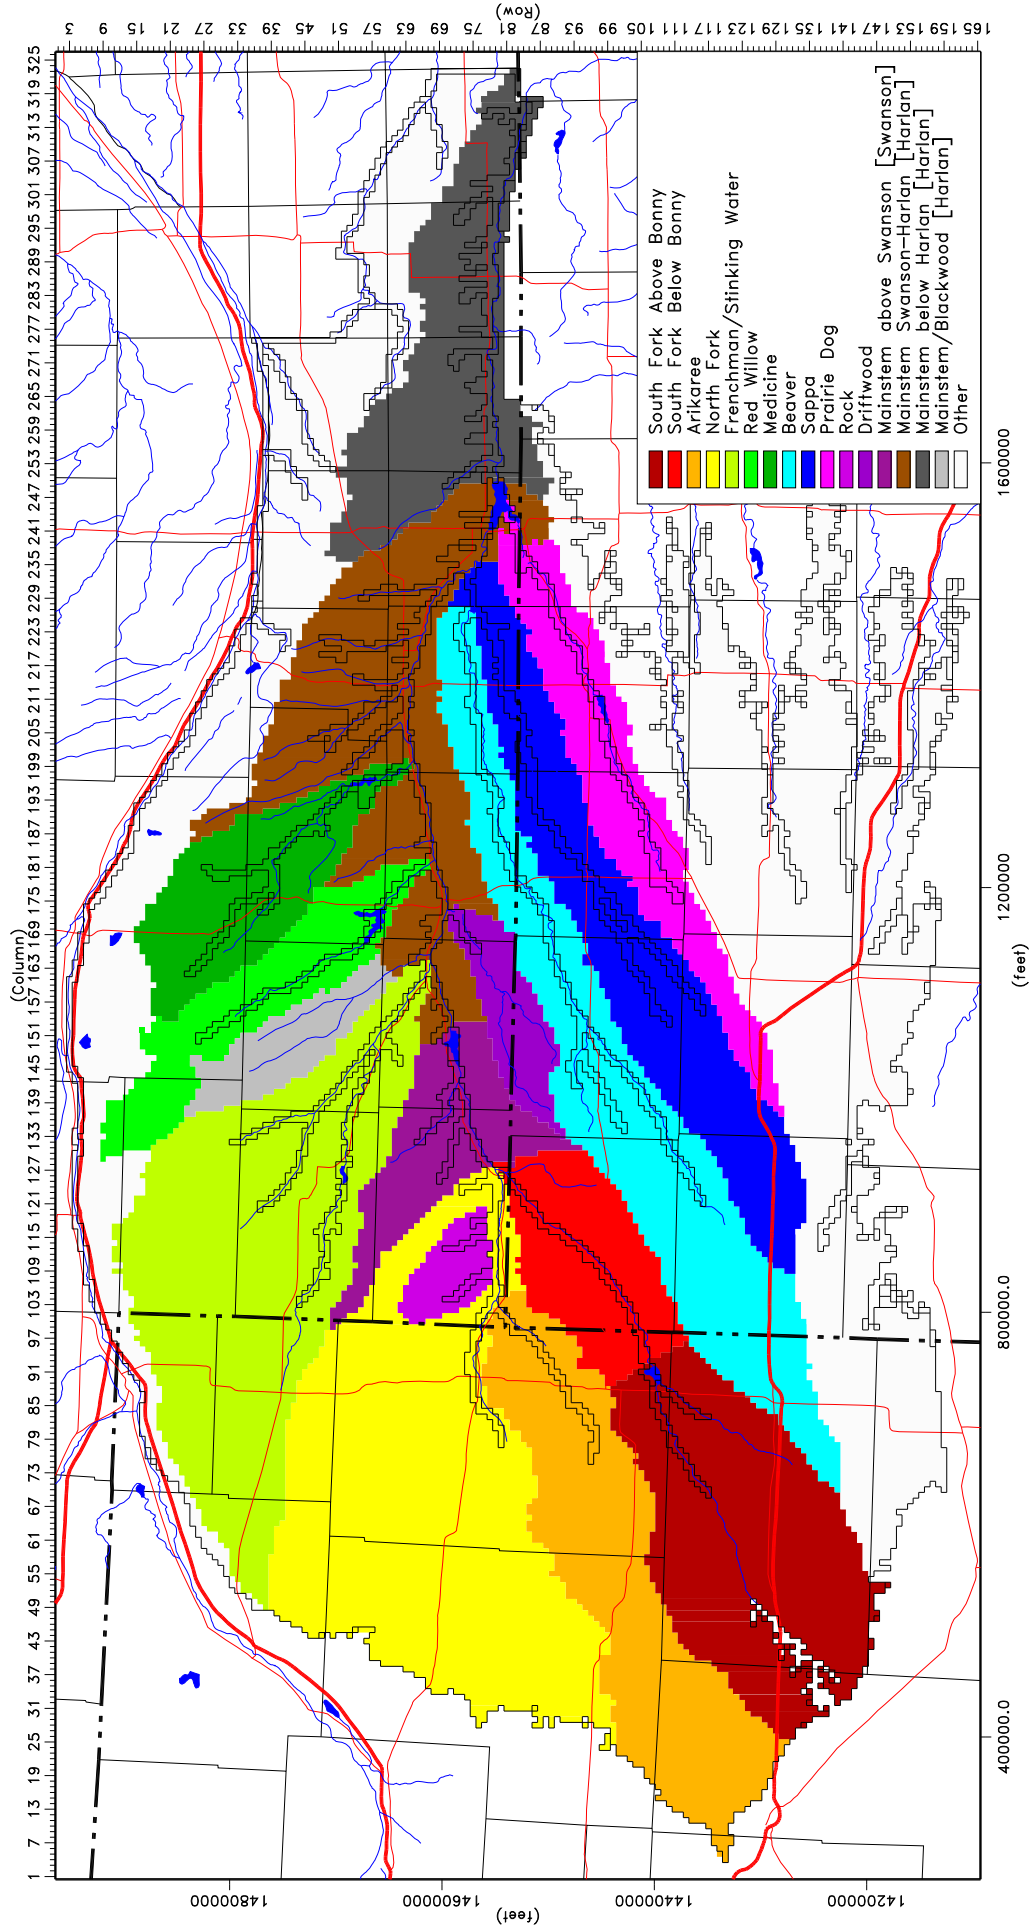 (Column)
1 7 13 19 25 31 37 43 49 55 61 67 73 79 85 91 97 103 109 115 121 127 133 139 145 151 157 163 169 175 181 187 193 199 205 211 217 223 229 235 241 247 253 259 265 271 277 283 289 295 301 307 313 319 325
(Row)
3 9 15 21 27 33 39 45 51 57 63 69 75 81 87 93 99 105 111 117 123 129 135 141 147 153 159 165
(feet)
14800000
14600000
14400000
14200000
South Fork Above Bonny
South Fork Below Bonny
Arikaree
North Fork
Frenchman/Stinking Water
Red Willow
Medicine
Beaver
Sappa
Prairie Dog
Rock
Driftwood
Mainstem above Swanson [Swanson]
Mainstem Swanson-Harlan [Harlan]
Mainstem below Harlan [Harlan]
Mainstem/Blackwood [Harlan]
Other
400000.0 800000.0 1200000 1600000
(feet)